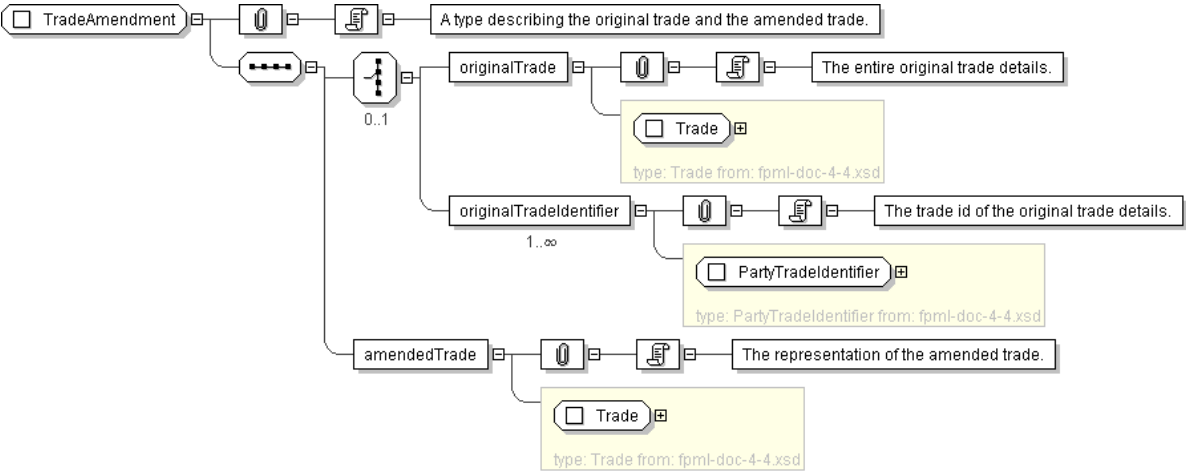 TradeAmendment
A type describing the original trade and the amended trade.
0..1
originalTrade
The entire original trade details.
Trade
type: Trade from: fpml-doc-4-4.xsd
originalTradeIdentifier
The trade id of the original trade details.
1..∞
PartyTradeIdentifier
type: PartyTradeIdentifier from: fpml-doc-4-4.xsd
amendedTrade
The representation of the amended trade.
Trade
type: Trade from: fpml-doc-4-4.xsd